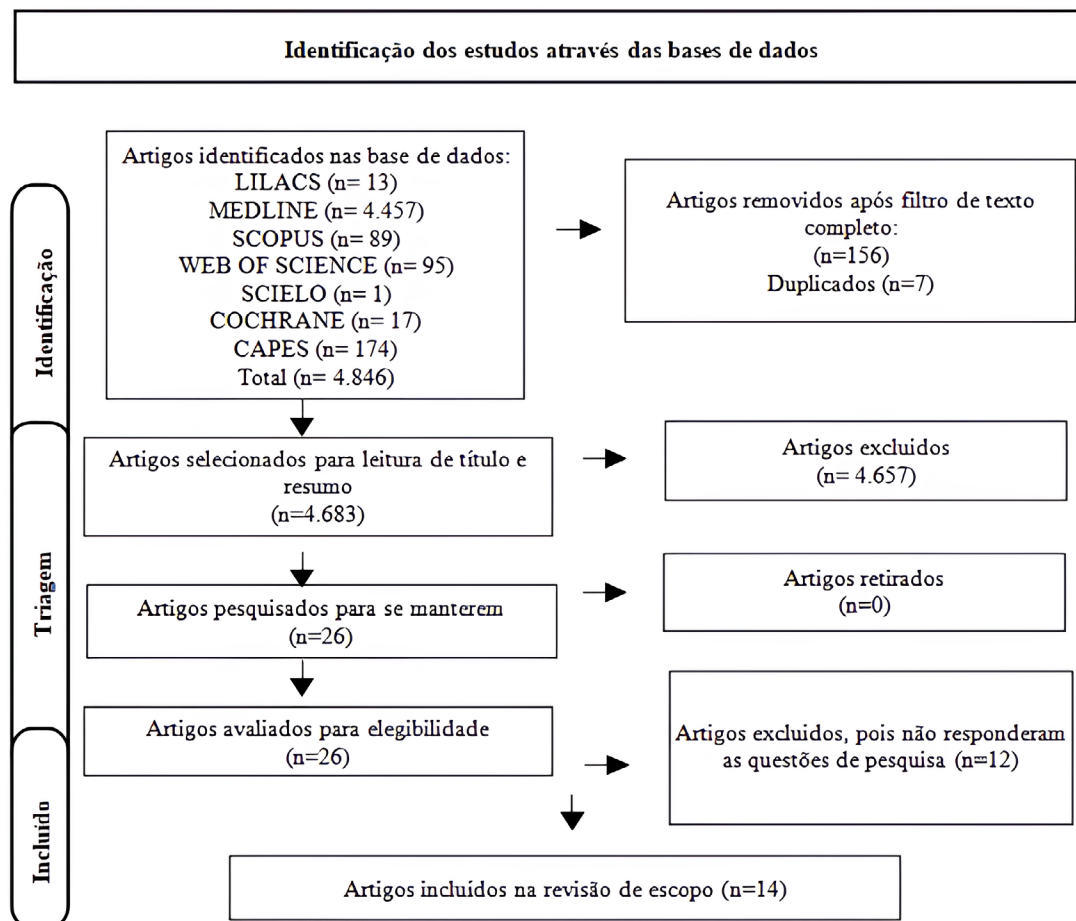 Identificação dos estudos através das bases de dados
Identificação
Artigos identificados nas base de dados:
LILACS (n= 13)
MEDLINE (n= 4.457)
SCOPUS (n= 89)
WEB OF SCIENCE (n= 95)
SCIELO (n= 1)
COCHRANE (n= 17)
CAPES (n= 174)
Total (n= 4.846)
Artigos removidos após filtro de texto
completo:
(n=156)
Duplicados (n=7)
Triagem
Artigos selecionados para leitura de título e
resumo
(n=4.683)
Artigos excluídos
(n= 4.657)
Artigos pesquisados para se manterem
(n=26)
Artigos retirados
(n=0)
Artigos avaliados para elegibilidade
(n=26)
Artigos excluídos, pois não responderam
as questões de pesquisa (n=12)
Incluído
Artigos incluídos na revisão de escopo (n=14)